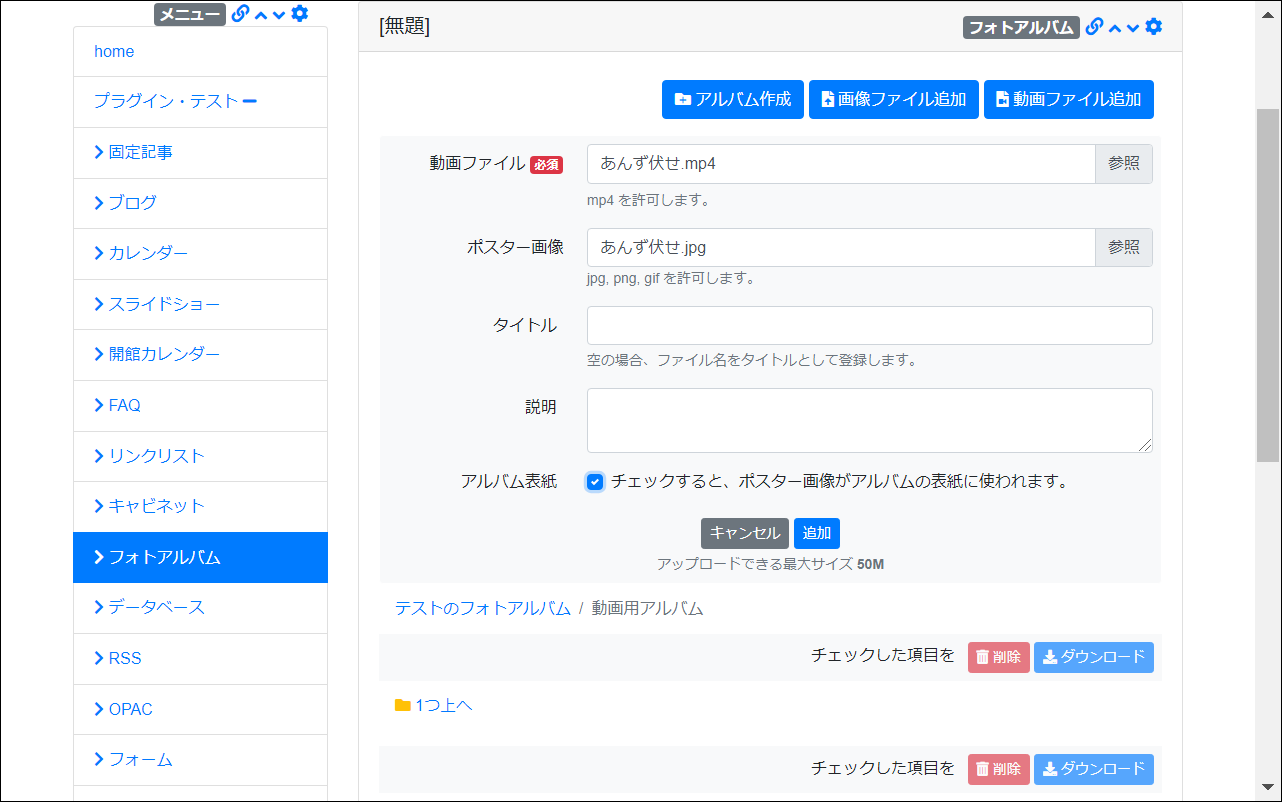 メニュー
home
プラグイン・テスト
固定記事
ブログ
カレンダー
スライドショー
開館カレンダー
FAQ
リンクリスト
キャビネット
フォトアルバム
データベース
RSS
OPAC
フォーム
[無題]
フォトアルバム
アルバム作成 画像ファイル追加 動画ファイル追加
動画ファイル 必須 あんず伏せ.mp4 参照
mp4 を許可します。
ポスター画像 あんず伏せ.jpg 参照
jpg, png, gif を許可します。
タイトル
空の場合、ファイル名をタイトルとして登録します。
説明
アルバム表紙 チェックすると、ポスター画像がアルバムの表紙に使われます。
キャンセル 追加
アップロードできる最大サイズ 50M
テストのフォトアルバム / 動画用アルバム
チェックした項目を 削除 ダウンロード
1つ上へ
チェックした項目を 削除 ダウンロード